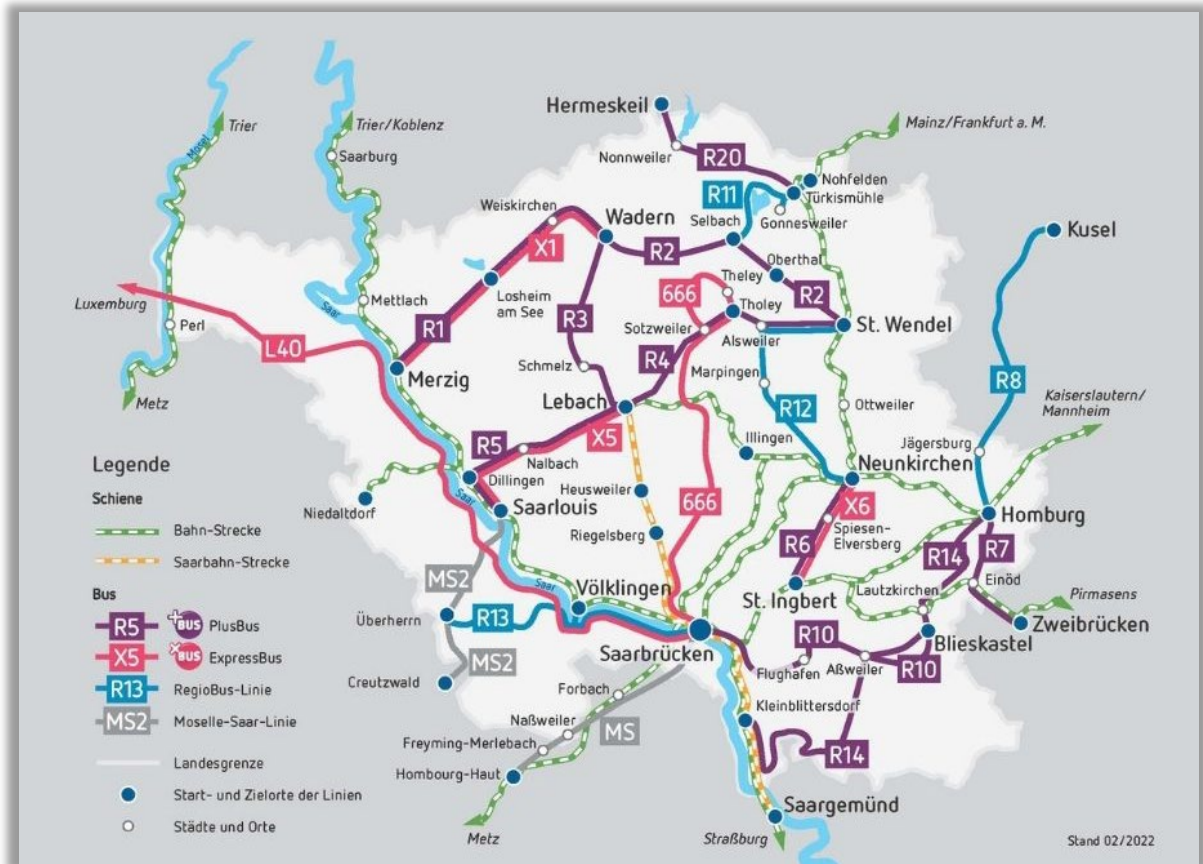 Hermeskeil
Trier
Mosel
Trier/Koblenz
Saarburg
Mainz/Frankfurt a. M.
Nonnweiler
R20
Nohfelden
Türkismühle
R11
Gonnesweiler
Weiskirchen
Wadern
Selbach
Kusel
X1
R2
Oberthal
Theley
R2
666
Tholey
Luxemburg
Perl
Mettlach
Saar
Losheim
am See
R1
R3
Sotzweiler
St. Wendel
Alsweiler
L40
Schmelz
R4
Marpingen
R8
Metz
Merzig
Lebach
R12
Ottweiler
Kaiserslautern/
Mannheim
X5
R5
Nalbach
Illingen
Jägersburg
Neunkirchen
Dillingen
Heusweiler
666
X6
Saar
Saarlouis
Spiesen-
Elversberg
Homburg
Niedaltdorf
Riegelsberg
R6
R14
R7
MS2
Völklingen
Lautzkirchen
Einöd
Saar
St. Ingbert
Pirmasens
Überherrn
R13
Zweibrücken
Saarbrücken
R10
Blieskastel
MS2
Flughafen
Aßweiler
R10
Creutzwald
Forbach
Kleinblittersdorf
Naßweiler
MS
Freyming-Merlebach
R14
Hombourg-Haut
Saargemünd
Metz
Straßburg
Legende
Schiene
Bahn-Strecke
Saarbahn-Strecke
Bus
R5 +BUS PlusBus
X5 xBUS ExpressBus
R13 RegioBus-Linie
MS2 Moselle-Saar-Linie
Landesgrenze
Start- und Zielorte der Linien
Städte und Orte
Stand 02/2022